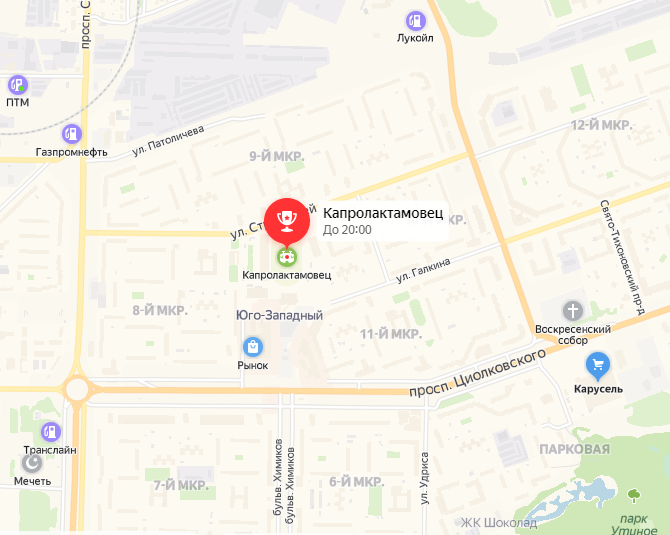 просп. С
Лукойл
ПТМ
Газпромнефть
ул. Патоличева
9-Й МКР.
12-Й МКР.
Свято-Тихоновский пр-д
ул. Ст
ей
Капролактамовец
До 20:00
КР.
Капролактамовец
ул. Галкина
8-Й МКР.
Юго-Западный
11-Й МКР.
Воскресенский
собор
Рынок
просп. Циолковского
Карусель
Транслайн
Мечеть
бульв. Химиков
бульв. Химиков
ул. Удриса
ПАРКОВАЯ
7-Й МКР.
6-Й МКР.
ЖК Шоколад
парк
Утиное